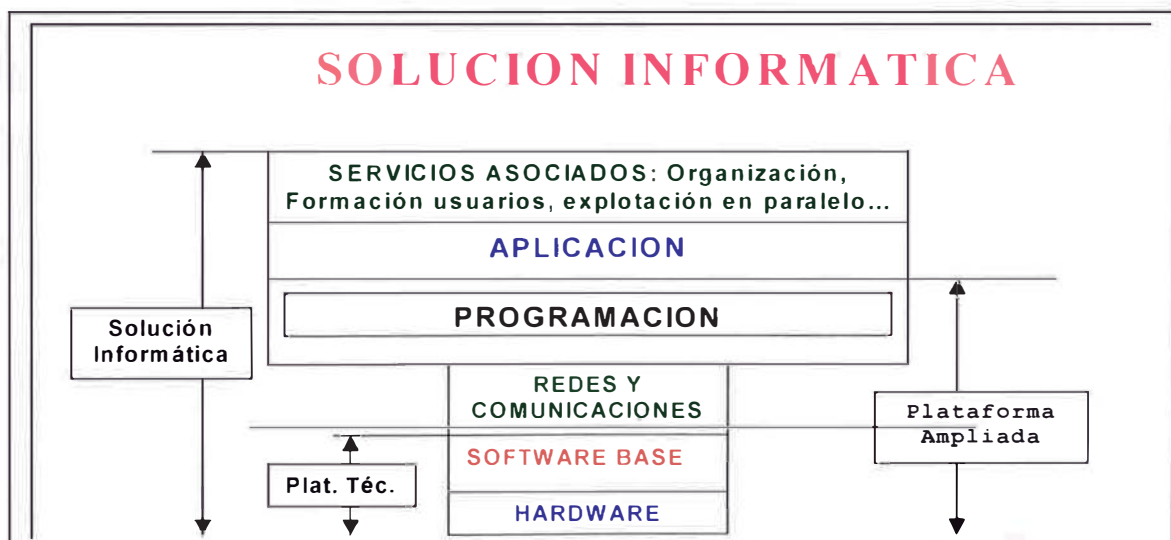 SOLUCION INFORMATICA
SERVICIOS ASOCIADOS: Organización,
Formación usuarios, explotación en paralelo...
APLICACION
PROGRAMACION
Solución
Informática
REDES Y
COMUNICACIONES
Plataforma
Ampliada
SOFTWARE BASE
Plat. Téc.
HARDWARE